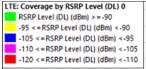 LTE: Coverage by RSRP Level (DL) 0
RSRP Level (DL) (dBm) >=-90
-95 <=RSRP Level (DL) (dBm) <-90
-105 <=RSRP Level (DL) (dBm) <-95
-110 <=RSRP Level (DL) (dBm) <-105
-120 <=RSRP Level (DL) (dBm) <-110